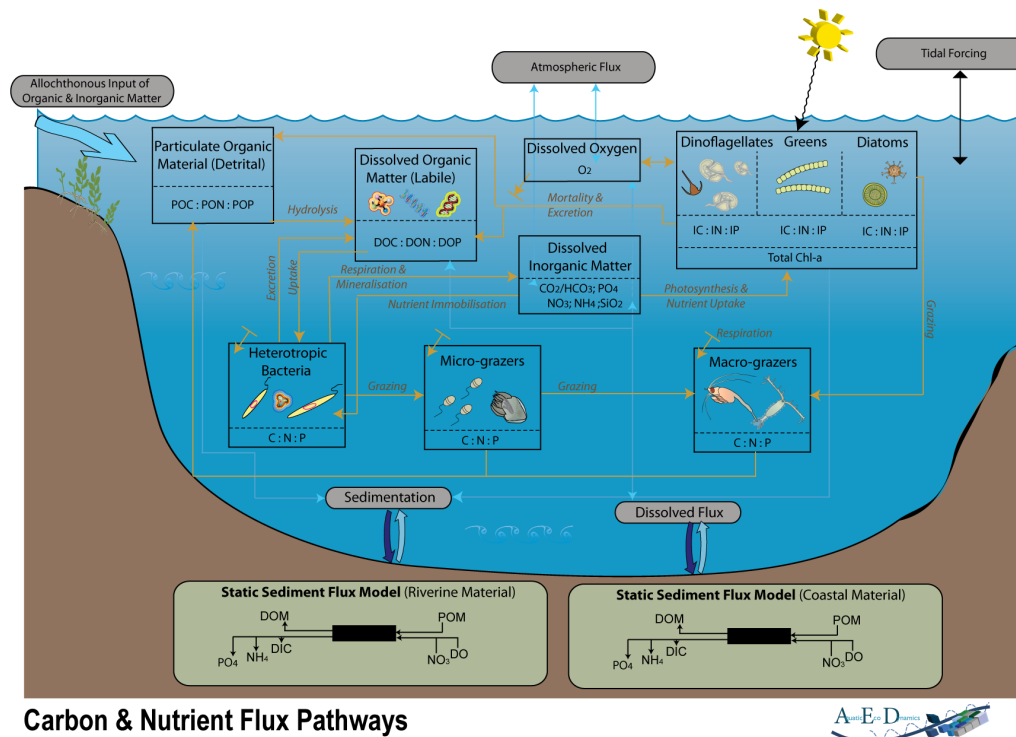 Tidal Forcing
Atmospheric Flux
Allochthonous Input of
Organic & Inorganic Matter
Particulate Organic
Material (Detrital)
POC : PON : POP
Dissolved Organic
Matter (Labile)
DOC : DON : DOP
Dissolved Oxygen
O2
Dinoflagellates
Greens
Diatoms
IC : IN : IP
IC : IN : IP
IC : IN : IP
Total Chl-a
Hydrolysis
Mortality &
Excretion
Dissolved
Inorganic Matter
CO2/HCO3; PO4
NO3; NH4 ;SiO2
Excretion
Uptake
Respiration &
Mineralisation
Nutrient Immobilisation
Photosynthesis &
Nutrient Uptake
Grazing
Respiration
Heterotropic
Bacteria
C : N : P
Grazing
Micro-grazers
C : N : P
Grazing
Macro-grazers
C : N : P
Sedimentation
Dissolved Flux
Static Sediment Flux Model (Riverine Material)
DOM
POM
PO4
NH4
DIC
NO3
DO
Static Sediment Flux Model (Coastal Material)
DOM
POM
PO4
NH4
DIC
NO3
DO
Carbon & Nutrient Flux Pathways
Aquatic Eco Dynamics